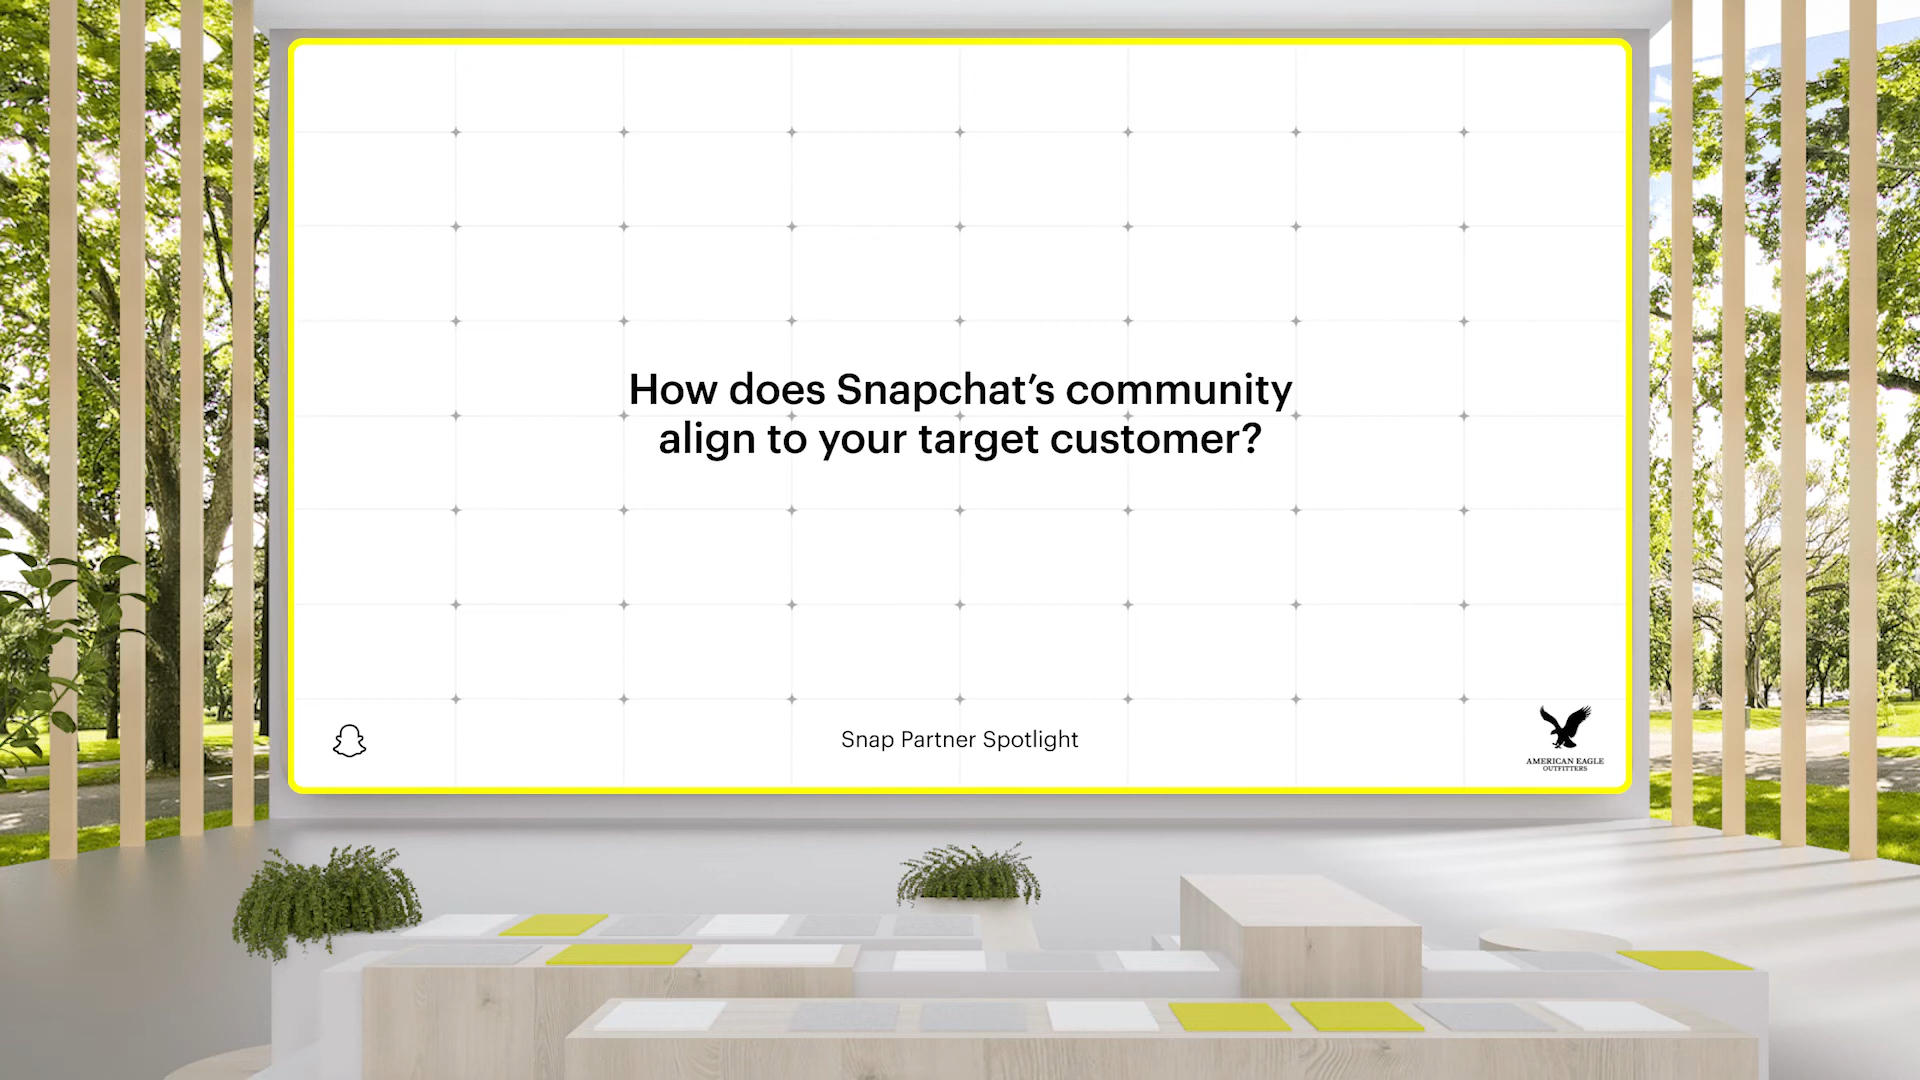 How does Snapchat’s community
align to your target customer?
Snap Partner Spotlight
AMERICAN EAGLE
OUTFITTERS